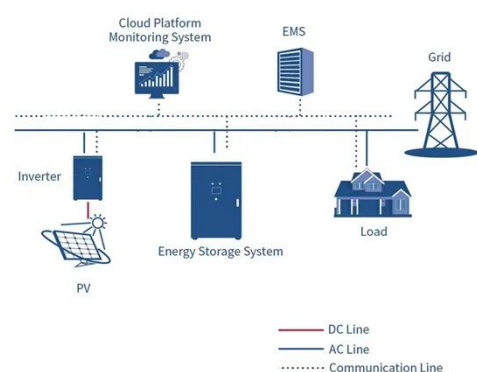 Cloud Platform
Monitoring System
EMS
Grid
Inverter
Energy Storage System
Load
PV
DC Line
AC Line
Communication Line